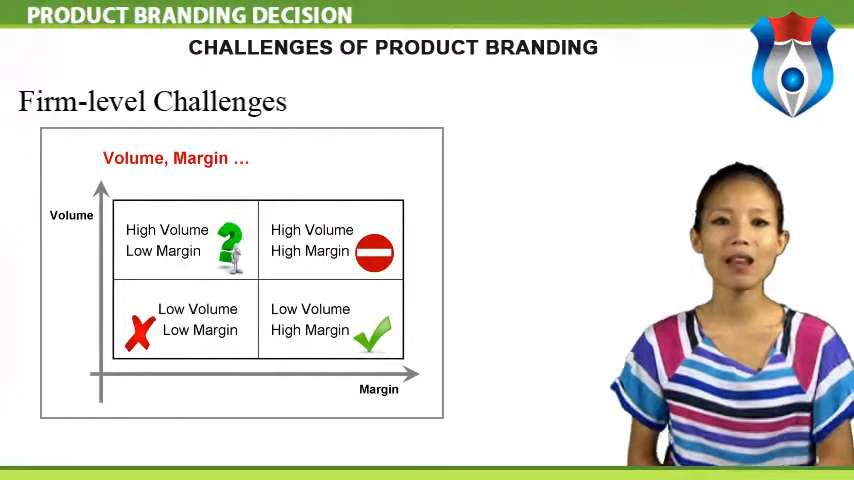 PRODUCT BRANDING DECISION
CHALLENGES OF PRODUCT BRANDING
Firm-level Challenges
Volume, Margin ...
Volume
High Volume
Low Margin
High Volume
High Margin
Low Volume
Low Margin
Low Volume
High Margin
Margin